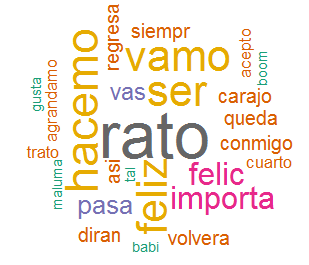 siempr
regresa
vamo
acepto
boom
hacemo
agrandamo
gusta
vas
ser
carajo
queda
rato
conmigo
trato
cuarto
maluma
asi
tal
feliz
felic
importa
pasa
diran
babi
volvera